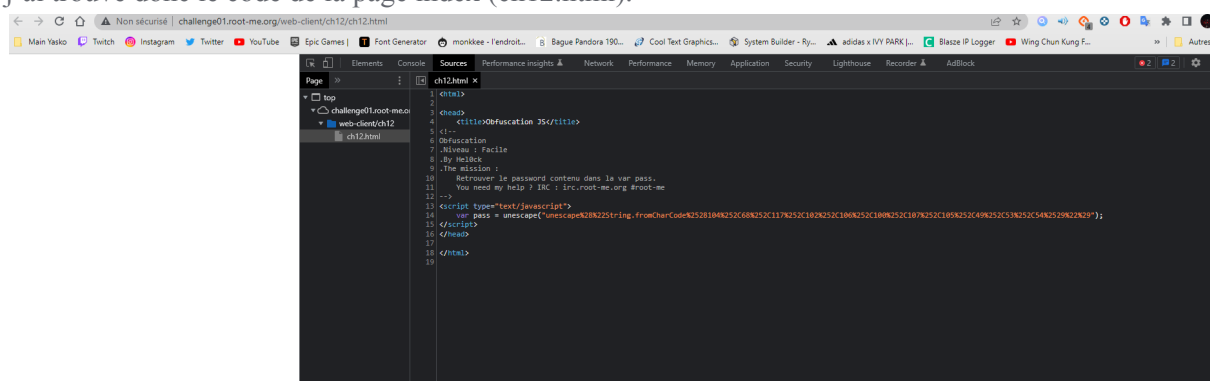 j'ai trouvé donc le code de la page index (ch12.html).
Non sécurisé | challenge01.root-me.org/web-client/ch12/ch12.html
Main Yasko Twitch Instagram Twitter YouTube Epic Games | Font Generator monkkee - l'endroit... Bague Pandora 190... Cool Text Graphics... System Builder - Ry... adidas x IVY PARK |... Blasze IP Logger Wing Chun Kung F... » Autres
Elements Console Sources Performance insights Network Performance Memory Application Security Lighthouse Recorder AdBlock 2 2
Page » ch12.html ×
top
challenge01.root-me.o
web-client/ch12
ch12.html
1 <html>
2
3 <head>
4 <title>Obfuscation JS</title>
5 <!--
6 Obfuscation
7 .Niveau : Facile
8 .By Hel0ck
9 .The mission :
10 Retrouver le password contenu dans la var pass.
11 You need my help ? IRC : irc.root-me.org #root-me
12 -->
13 <script type="text/javascript">
14 var pass = unescape("unescape%28%22String.fromCharCode%2528104%252C68%252C117%252C102%252C106%252C100%252C107%252C105%252C49%252C53%252C54%2529%22%29");
15 </script>
16 </head>
17
18 </html>
19